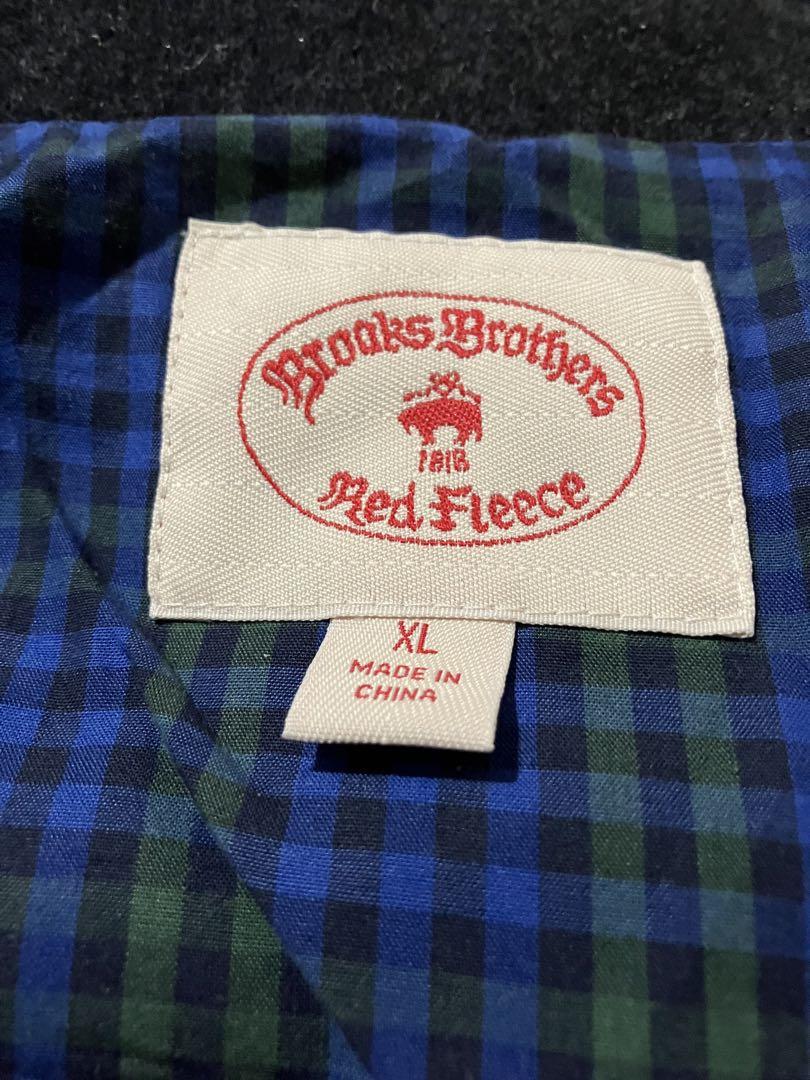 Brooks Brothers
1818
Red Fleece
XL
MADE IN
CHINA